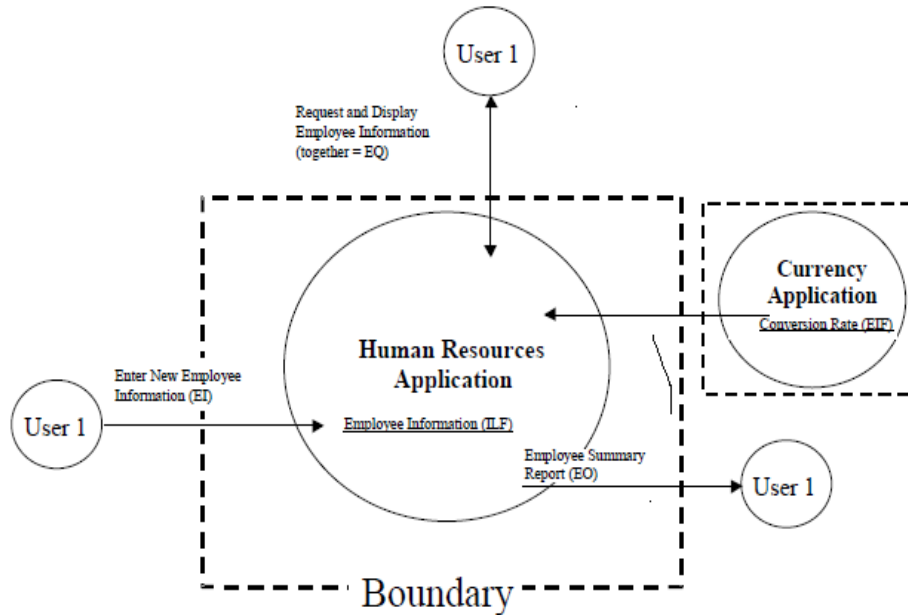 User 1
Request and Display
Employee Information
(together = EQ)
Currency
Application
Conversion Rate (EIF)
Human Resources
Application
Enter New Employee
Information (EI)
User 1
Employee Information (ILF)
Employee Summary
Report (EO)
User 1
Boundary